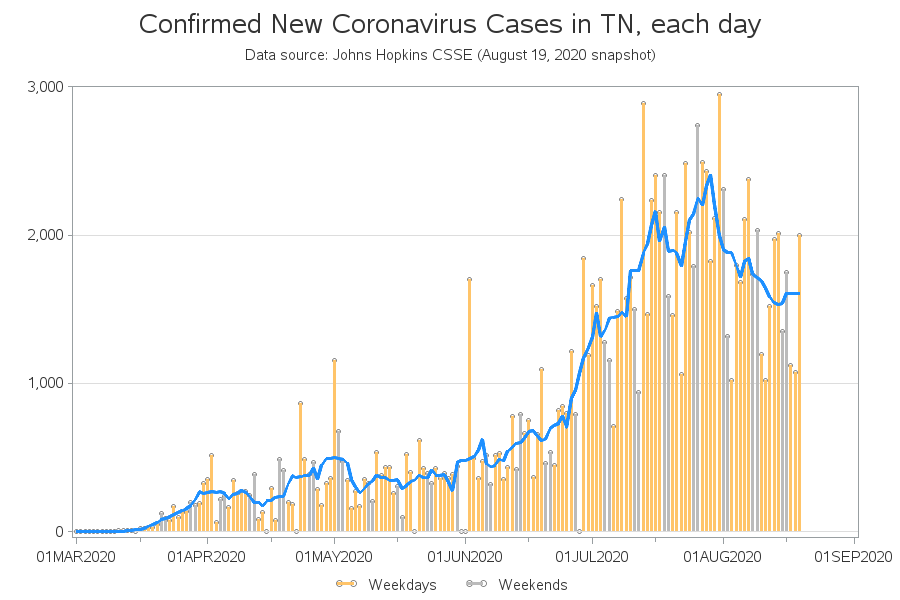 Confirmed New Coronavirus Cases in TN, each day
Data source: Johns Hopkins CSSE (August 19, 2020 snapshot)
3,000
2,000
1,000
0
01MAR2020 01APR2020 01MAY2020 01JUN2020 01JUL2020 01AUG2020 01SEP2020
Weekdays Weekends